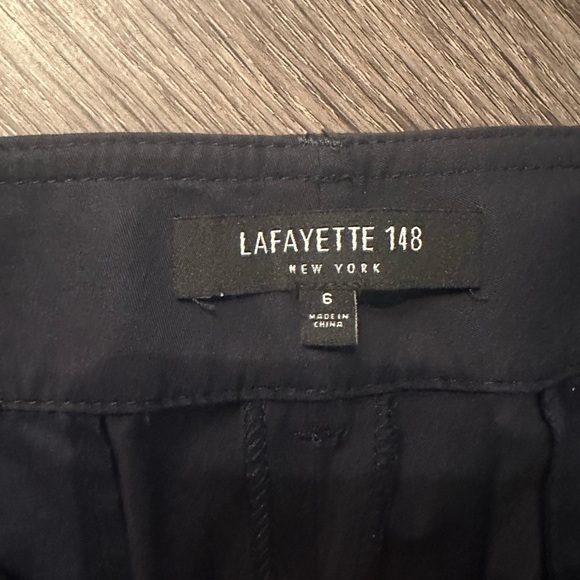 LAFAYETTE 148
NEW YORK
6
MADE IN
CHINA